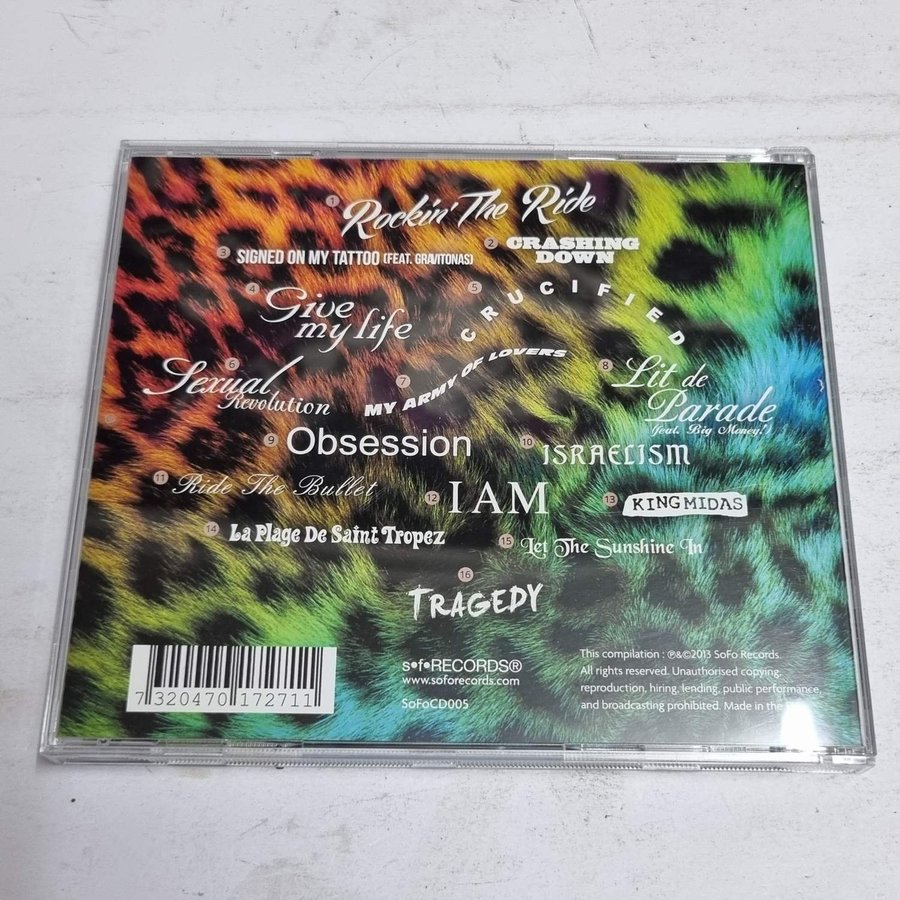 1 Rockin' The Ride
2 CRASHING DOWN
3 SIGNED ON MY TATTOO (FEAT. GRAVITONAS)
4 Give my life
5 CRUCIFIED
6 Sexual Revolution
7 MY ARMY OF LOVERS
8 Lit de Parade (feat. Big Money!)
9 Obsession
10 ISRAELISM
11 Ride The Bullet
12 I AM
13 KING MIDAS
14 La Plage De Saint Tropez
15 Let The Sunshine In
16 TRAGEDY
7 320470 172711
s•f•RECORDS®
www.soforecords.com
SoFoCD005
This compilation : ℗&©2013 SoFo Records.
All rights reserved. Unauthorised copying,
reproduction, hiring, lending, public performance,
and broadcasting prohibited. Made in the